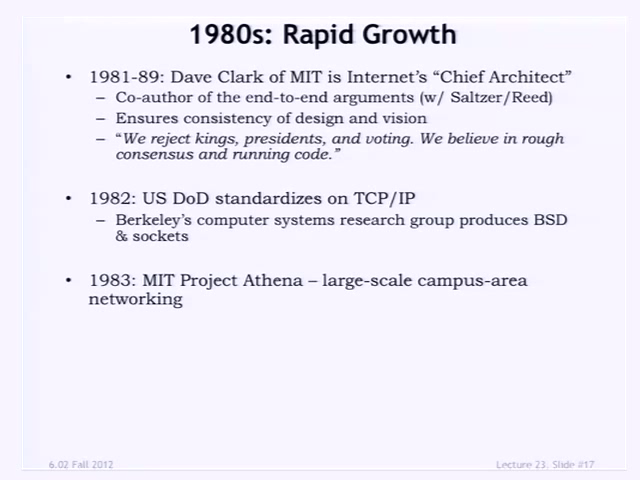 1980s: Rapid Growth
• 1981-89: Dave Clark of MIT is Internet's "Chief Architect"
– Co-author of the end-to-end arguments (w/ Saltzer/Reed)
– Ensures consistency of design and vision
– "We reject kings, presidents, and voting. We believe in rough
consensus and running code."
• 1982: US DoD standardizes on TCP/IP
– Berkeley's computer systems research group produces BSD
& sockets
• 1983: MIT Project Athena – large-scale campus-area
networking
6.02 Fall 2012
Lecture 23, Slide #17